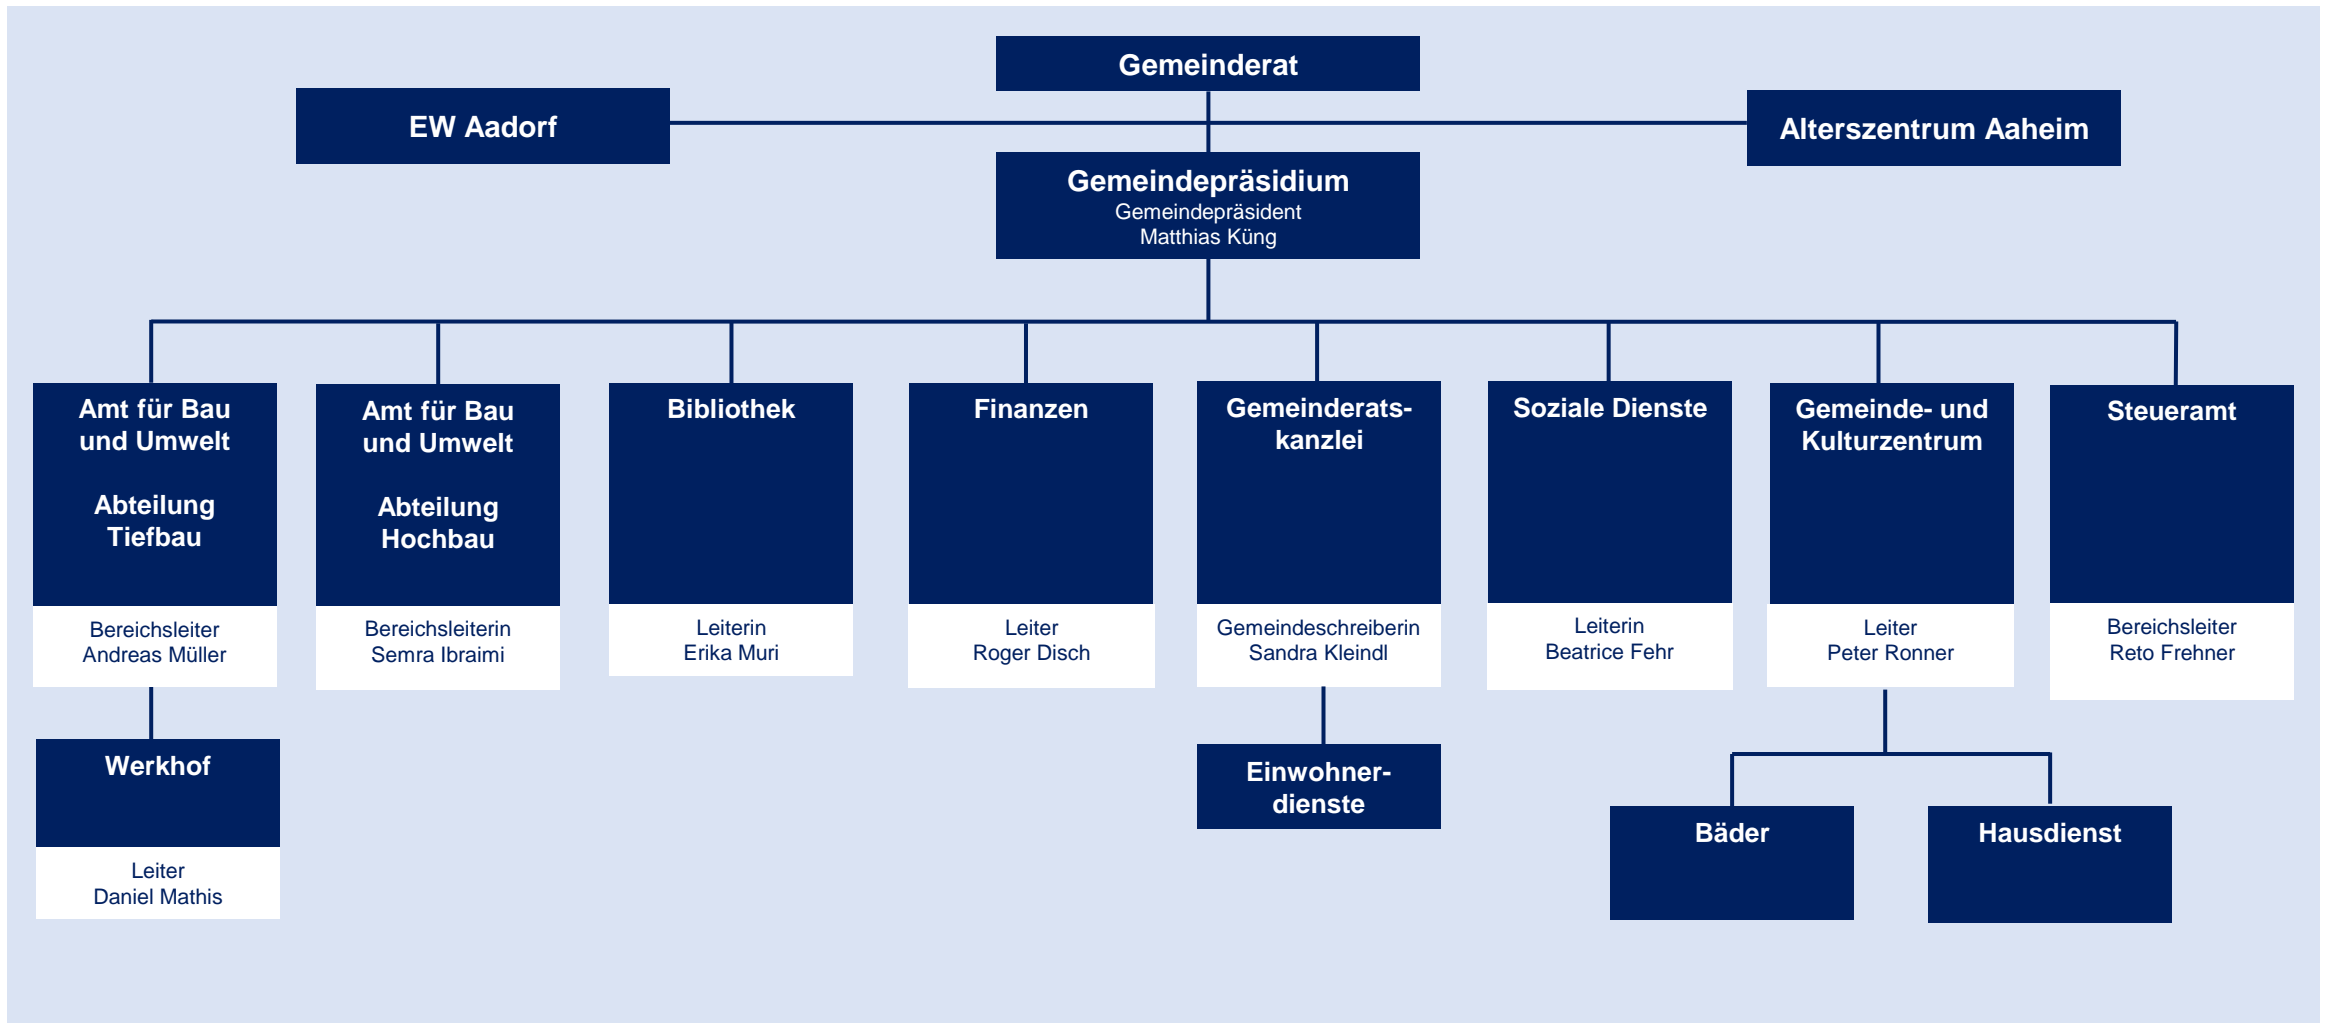 Gemeinderat
EW Aadorf
Alterszentrum Aaheim
Gemeindepräsidium
Gemeindepräsident
Matthias Küng
Amt für Bau
und Umwelt
Abteilung
Tiefbau
Bereichsleiter
Andreas Müller
Amt für Bau
und Umwelt
Abteilung
Hochbau
Bereichsleiterin
Semra Ibraimi
Bibliothek
Leiterin
Erika Muri
Finanzen
Leiter
Roger Disch
Gemeinderats-
kanzlei
Gemeindeschreiberin
Sandra Kleindl
Soziale Dienste
Leiterin
Beatrice Fehr
Gemeinde- und
Kulturzentrum
Leiter
Peter Ronner
Steueramt
Bereichsleiter
Reto Frehner
Werkhof
Leiter
Daniel Mathis
Einwohner-
dienste
Bäder
Hausdienst